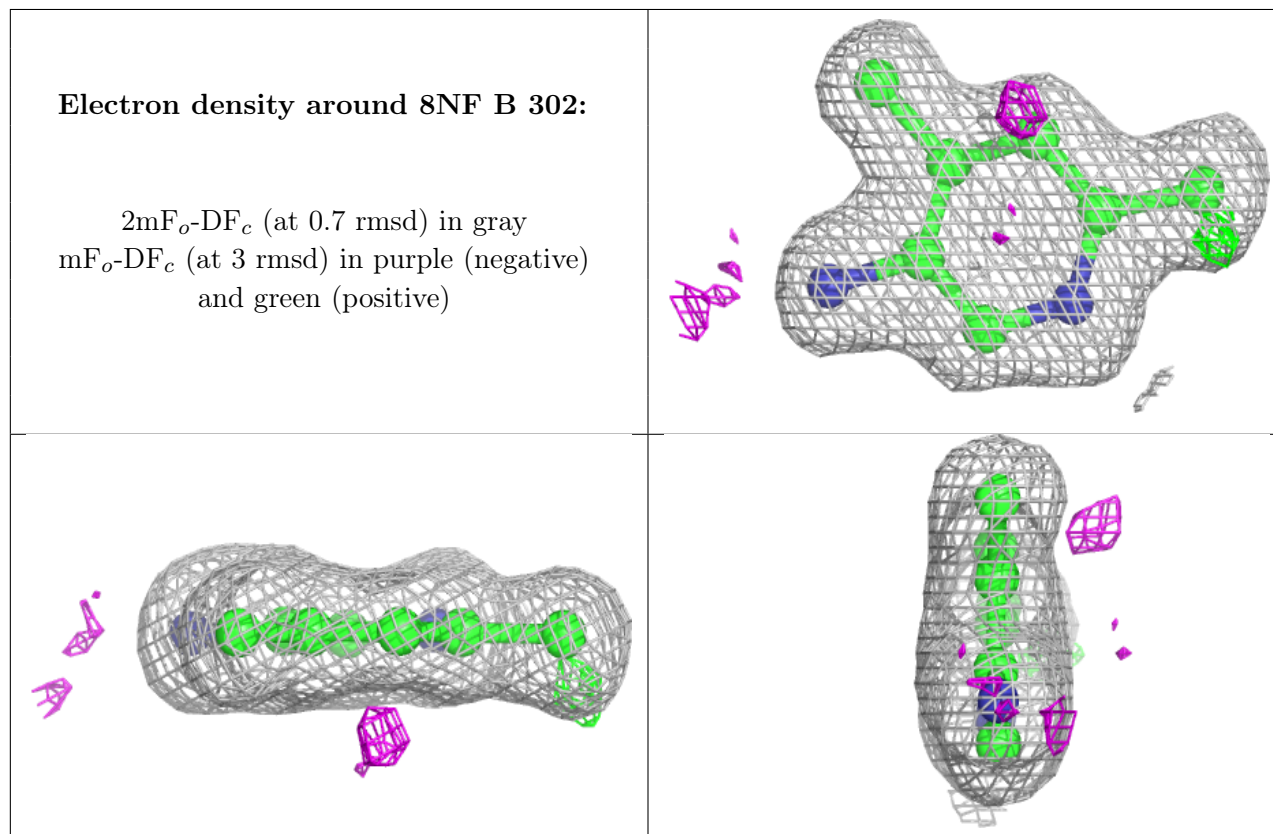 Electron density around 8NF B 302:
2mFo-DFc (at 0.7 rmsd) in gray
mFo-DFc (at 3 rmsd) in purple (negative)
and green (positive)